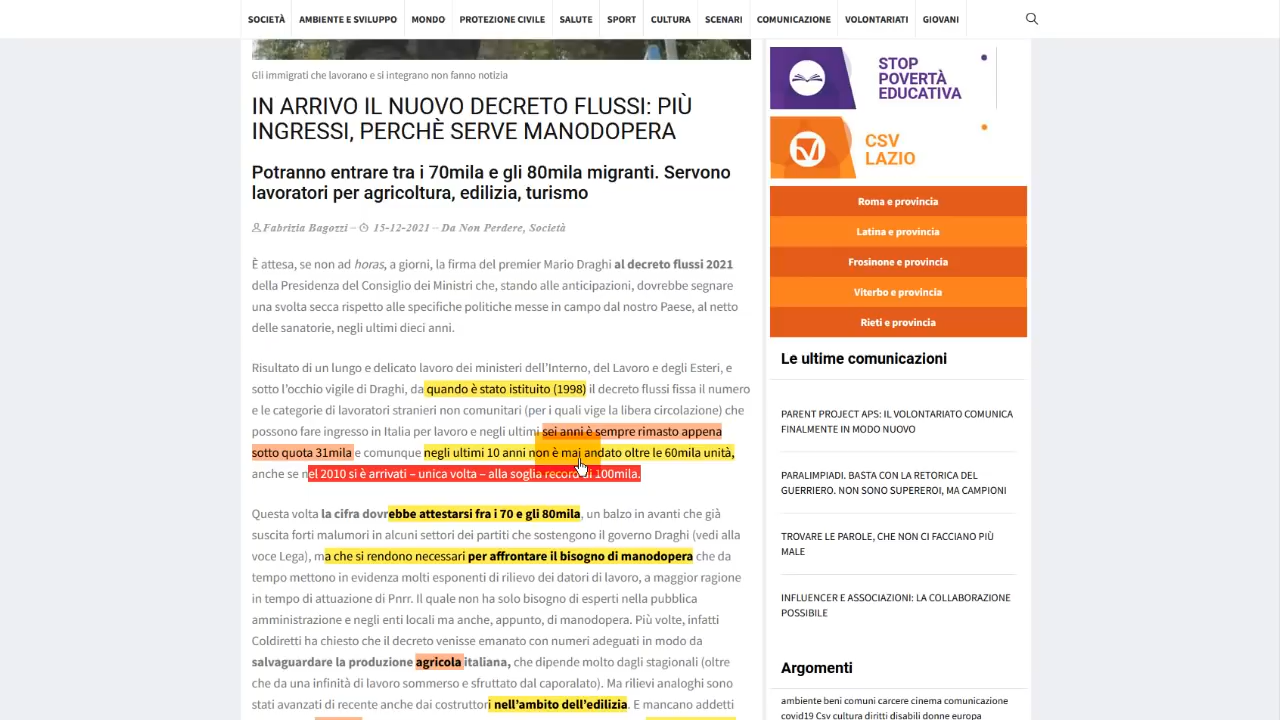 SOCIETÀ AMBIENTE E SVILUPPO MONDO PROTEZIONE CIVILE SALUTE SPORT CULTURA SCENARI COMUNICAZIONE VOLONTARIATI GIOVANI
Gli immigrati che lavorano e si integrano non fanno notizia
IN ARRIVO IL NUOVO DECRETO FLUSSI: PIÙ
INGRESSI, PERCHÈ SERVE MANODOPERA
Potranno entrare tra i 70mila e gli 80mila migranti. Servono
lavoratori per agricoltura, edilizia, turismo
Fabrizia Bagozzi – 15-12-2021 – Da Non Perdere, Società
È attesa, se non ad horas, a giorni, la firma del premier Mario Draghi al decreto flussi 2021
della Presidenza del Consiglio dei Ministri che, stando alle anticipazioni, dovrebbe segnare
una svolta secca rispetto alle specifiche politiche messe in campo dal nostro Paese, al netto
delle sanatorie, negli ultimi dieci anni.
Risultato di un lungo e delicato lavoro dei ministeri dell'Interno, del Lavoro e degli Esteri, e
sotto l'occhio vigile di Draghi, da quando è stato istituito (1998) il decreto flussi fissa il numero
e le categorie di lavoratori stranieri non comunitari (per i quali vige la libera circolazione) che
possono fare ingresso in Italia per lavoro e negli ultimi sei anni è sempre rimasto appena
sotto quota 31mila e comunque negli ultimi 10 anni non è mai andato oltre le 60mila unità,
anche se nel 2010 si è arrivati – unica volta – alla soglia record di 100mila.
Questa volta la cifra dovrebbe attestarsi fra i 70 e gli 80mila, un balzo in avanti che già
suscita forti malumori in alcuni settori dei partiti che sostengono il governo Draghi (vedi alla
voce Lega), ma che si rendono necessari per affrontare il bisogno di manodopera che da
tempo mettono in evidenza molti esponenti di rilievo dei datori di lavoro, a maggior ragione
in tempo di attuazione di Pnrr. Il quale non ha solo bisogno di esperti nella pubblica
amministrazione e negli enti locali ma anche, appunto, di manodopera. Più volte, infatti
Coldiretti ha chiesto che il decreto venisse emanato con numeri adeguati in modo da
salvaguardare la produzione agricola italiana, che dipende molto dagli stagionali (oltre
che da una infinità di lavoro sommerso e sfruttato dal caporalato). Ma rilievi analoghi sono
stati avanzati di recente anche dai costruttori nell'ambito dell'edilizia. E mancano addetti
STOP
POVERTÀ
EDUCATIVA
CSV
LAZIO
Roma e provincia
Latina e provincia
Frosinone e provincia
Viterbo e provincia
Rieti e provincia
Le ultime comunicazioni
PARENT PROJECT APS: IL VOLONTARIATO COMUNICA
FINALMENTE IN MODO NUOVO
PARALIMPIADI. BASTA CON LA RETORICA DEL
GUERRIERO. NON SONO SUPEREROI, MA CAMPIONI
TROVARE LE PAROLE, CHE NON CI FACCIANO PIÙ
MALE
INFLUENCER E ASSOCIAZIONI: LA COLLABORAZIONE
POSSIBILE
Argomenti
ambiente beni comuni carcere cinema comunicazione
covid19 Csv cultura diritti disabili donne europa